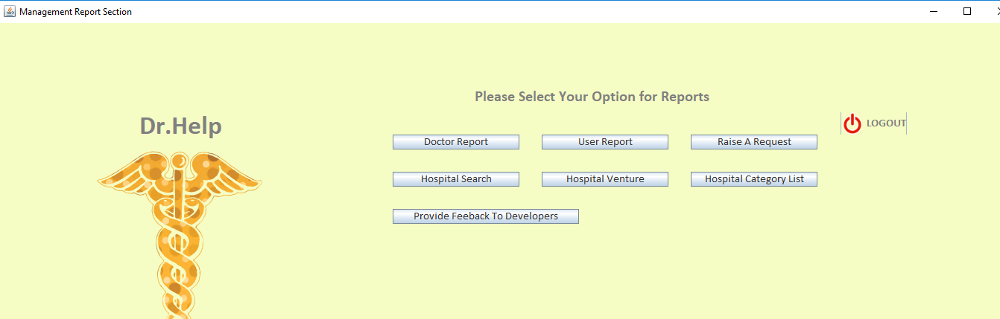 Management Report Section
Please Select Your Option for Reports
Dr.Help
LOGOUT
Doctor Report
User Report
Raise A Request
Hospital Search
Hospital Venture
Hospital Category List
Provide Feeback To Developers